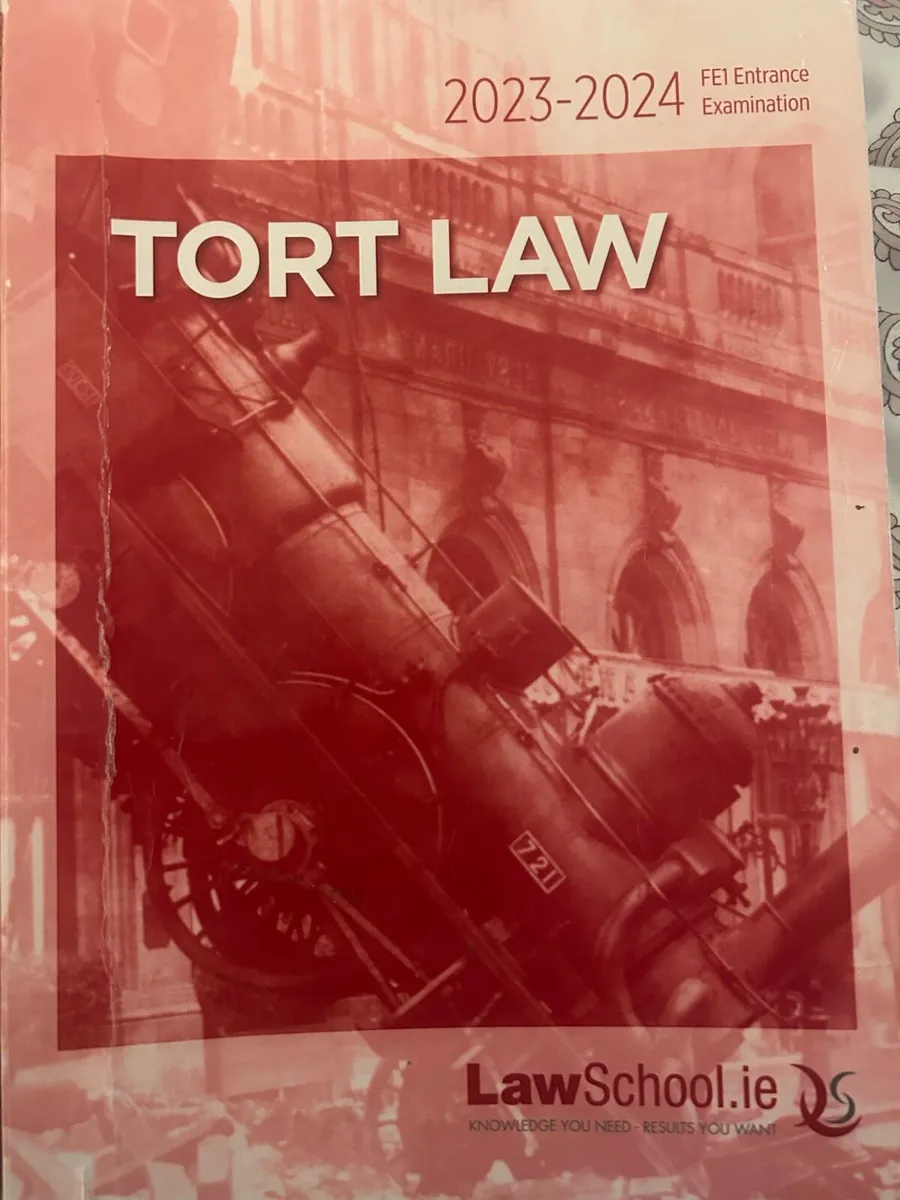 2023-2024 FE1 Entrance
Examination
TORT LAW
721
LawSchool.ie
KNOWLEDGE YOU NEED - RESULTS YOU WANT